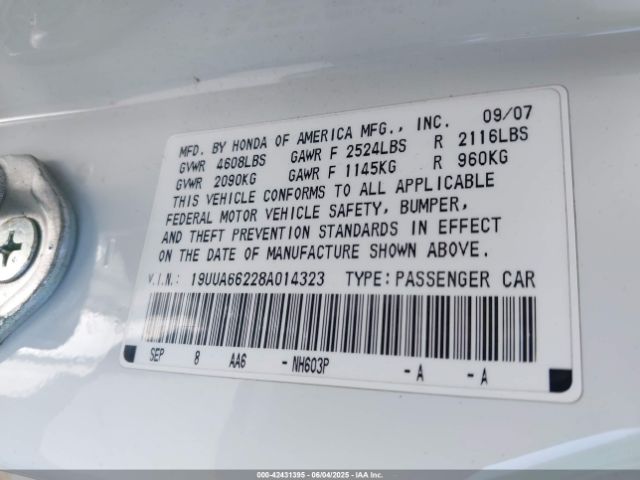 MFD. BY HONDA OF AMERICA MFG., INC. 09/07
GVWR 4608LBS GAWR F 2524LBS R 2116LBS
GVWR 2090KG GAWR F 1145KG R 960KG
THIS VEHICLE CONFORMS TO ALL APPLICABLE
FEDERAL MOTOR VEHICLE SAFETY, BUMPER,
AND THEFT PREVENTION STANDARDS IN EFFECT
ON THE DATE OF MANUFACTURE SHOWN ABOVE.
V.I.N.: 19UUA66228A014323 TYPE: PASSENGER CAR
SEP 8 AA6 - NH603P - A - A
000-42431395 - 06/04/2025 - IAA Inc.